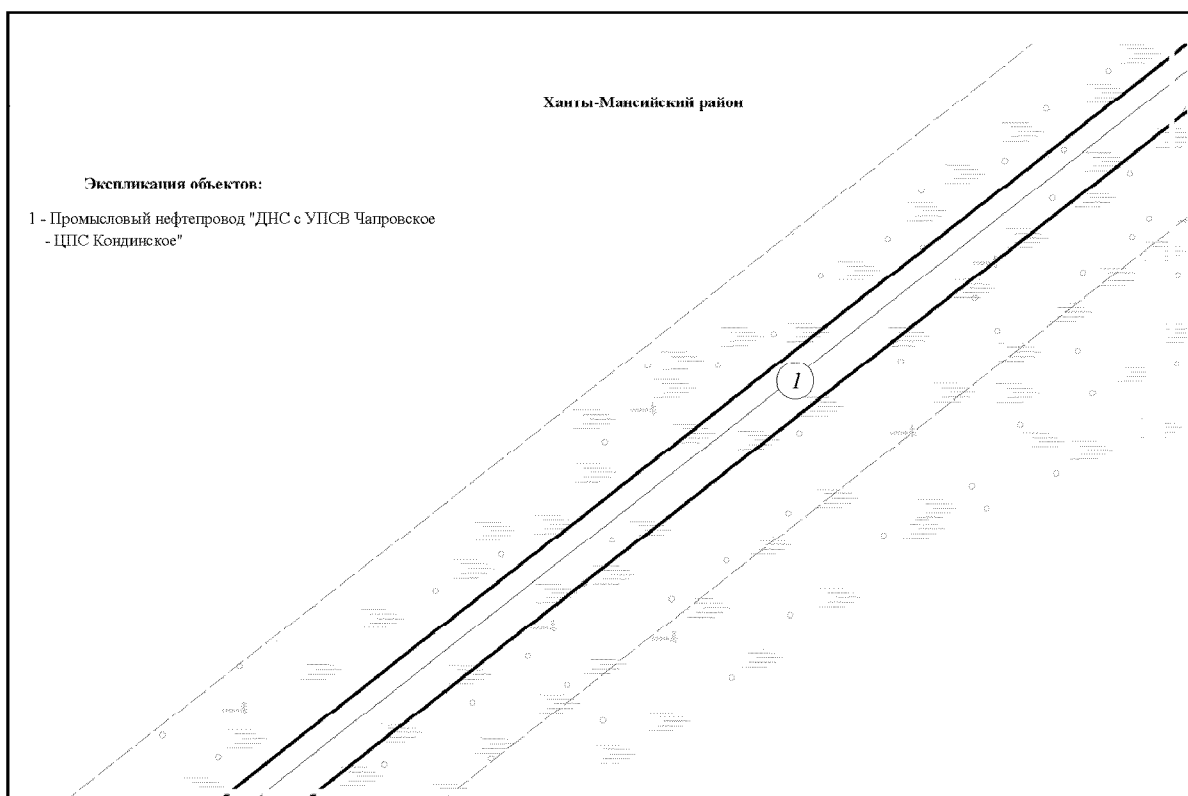 Ханты-Мансийский район
Экспликация объектов:
1 - Промысловый нефтепровод "ДНС с УПСВ Чапровское
- ЦПС Кондинское"
1